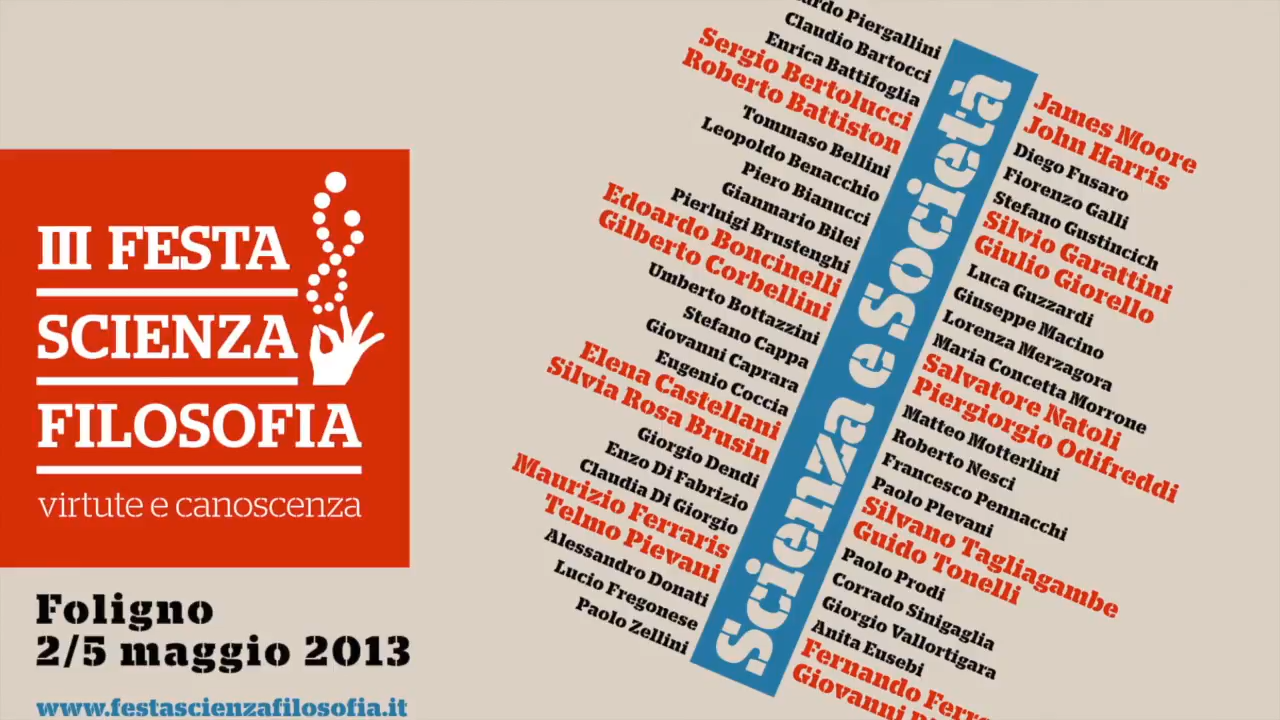 III FESTA
SCIENZA
FILOSOFIA
virtute e canoscenza
Foligno
2/5 maggio 2013
www.festascienzafilosofia.it
Piergallini
Claudio Bartocci
Enrica Battifoglia
Sergio Bertolucci
Roberto Battiston
Tommaso Bellini
Leopoldo Benacchio
Piero Bianucci
Gianmario Bilei
Pierluigi Brustenghi
Edoardo Boncinelli
Gilberto Corbellini
Umberto Bottazzini
Stefano Cappa
Giovanni Caprara
Eugenio Coccia
Elena Castellani
Silvia Rosa Brusin
Giorgio Dendi
Enzo Di Fabrizio
Claudia Di Giorgio
Maurizio Ferraris
Telmo Pievani
Alessandro Donati
Lucio Fregonese
Paolo Zellini
Scienza e Società
James Moore
John Harris
Diego Fusaro
Fiorenzo Galli
Stefano Gustincich
Silvio Garattini
Giulio Giorello
Luca Guzzardi
Giuseppe Macino
Lorenza Merzagora
Maria Concetta Morrone
Salvatore Natoli
Piergiorgio Odifreddi
Matteo Motterlini
Roberto Nesci
Francesco Pennacchi
Paolo Plevani
Silvano Tagliagambe
Guido Tonelli
Paolo Prodi
Corrado Sinigaglia
Giorgio Vallortigara
Anita Eusebi
Fernando
Giovanni